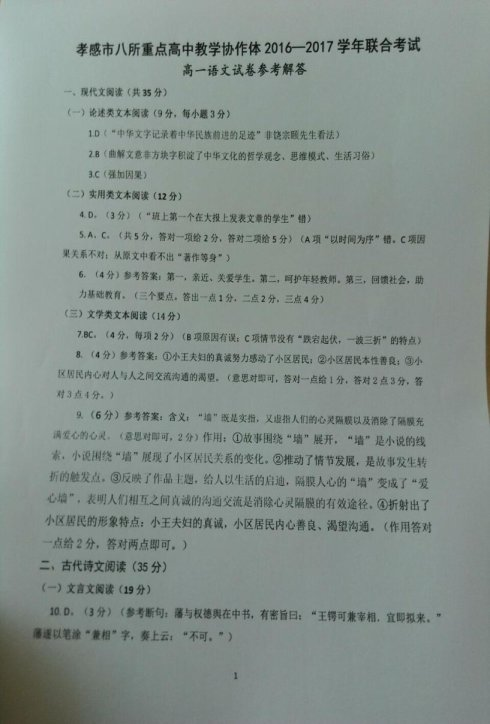 孝感市八所重点高中教学协作体 2016—2017 学年联合考试
高一语文试卷参考解答
一、现代文阅读（共 35 分）
（一）论述类文本阅读（9 分，每小题 3 分）
1.D（“中华文字记录着中华民族前进的足迹”非饶宗颐先生看法）
2.B（曲解文意非方块字积淀了中华文化的哲学观念、思维模式、生活习俗）
3.C（强加因果）
（二）实用类文本阅读（12 分）
4. D。（3 分）（“班上第一个在大报上发表文章的学生”错）
5. A、C。（共 5 分，答对一项给 2 分，答对二项给 5 分）（A 项“以时间为序”错。C 项因
果关系不对；从原文中看不出“著作等身”）
6. （4 分）参考答案：第一，亲近、关爱学生。第二，呵护年轻教师。第三，回馈社会，助
力基础教育。（三个要点。答出一点 1 分，二点 2 分，三点 4 分）
（三）文学类文本阅读（14 分）
7.BC。（4 分，每项 2 分）（B 项原因有误；C 项情节没有“跌宕起伏，一波三折”的特点）
8. （4 分）参考答案：①小王夫妇的真诚努力感动了小区居民；②小区居民本性善良；③小
区居民内心对人与人之间交流沟通的渴望。（意思对即可，答对一点给 1 分，答对 2 点 3 分，答
对 3 点 4 分。）
9. （6 分）参考答案：含义：“墙”既是实指，又虚指人们的心灵隔膜以及消除了隔膜充
满爱心的心灵。（意思对即可，2 分）作用：①故事围绕“墙”展开，“墙”是小说的线
索，小说围绕“墙”展现了小区居民关系的变化。②推动了情节发展，是故事发生转
折的触发点。③反映了作品主题，给人以生活的启迪，隔膜人心的“墙”变成了“爱
心墙”，表明人们相互之间真诚的沟通交流是消除心灵隔膜的有效途径。④折射出了
小区居民的形象特点：小王夫妇的真诚，小区居民内心善良、渴望沟通。（作用答对
一点给 2 分，答对两点即可。）
二、古代诗文阅读（35 分）
（一）文言文阅读（19 分）
10. D。（3 分）（参考断句：藩与权德舆在中书，有密旨曰：“王锷可兼宰相，宜即拟来。”
藩遂以笔涂“兼相”字，奏上云：“不可。”）
1